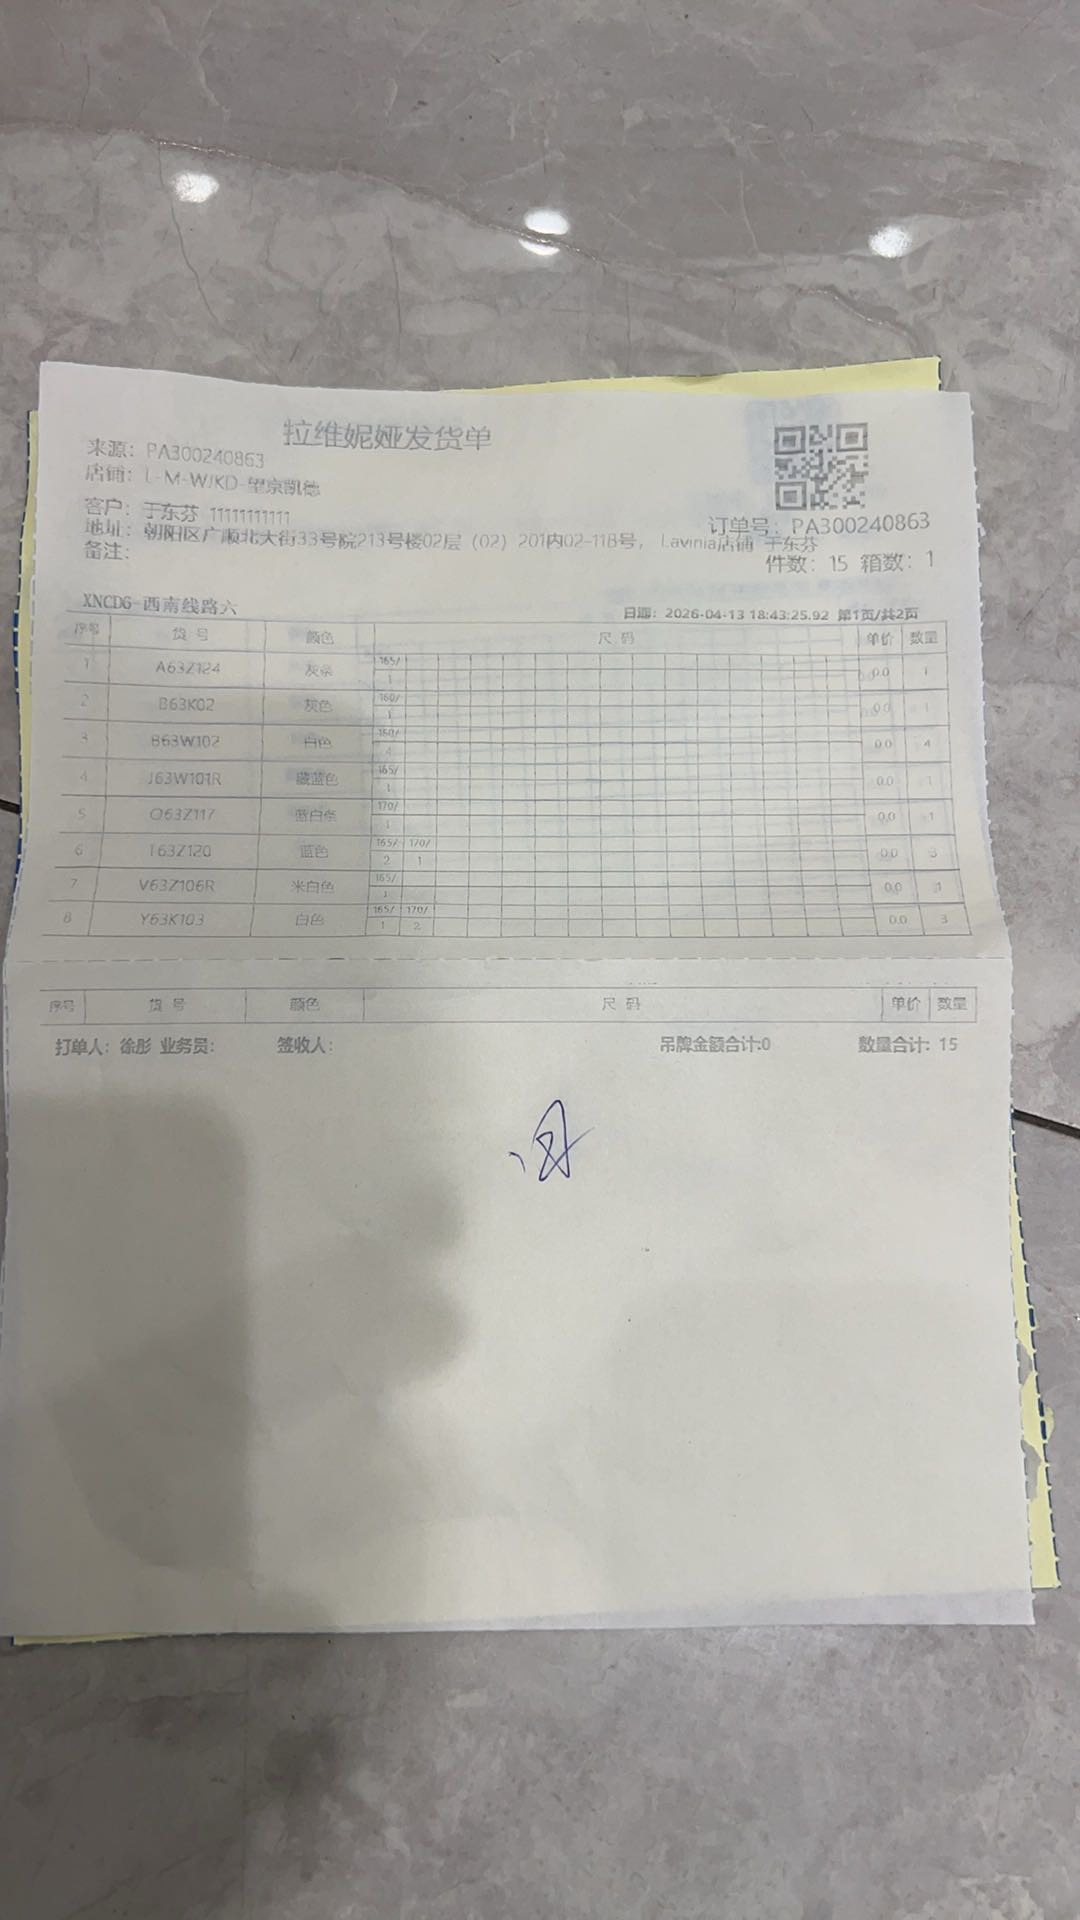 拉维妮娅发货单
来源：PA300240863
店铺：L-M-WJKD-望京凯德
客户：于东芬 11111111111
地址：朝阳区广顺北大街33号院213号楼02层（02）201内02-11B号， Lavinia店铺 于东芬
备注：
订单号：PA300240863
件数：15 箱数：1
XNCD6-西南线路六
日期：2026-04-13 18:43:25.92 第1页/共2页
序号 货号 颜色 尺码 单价 数量
1 A63Z124 灰条 165/ 1 0.0 1
2 B63K02 灰色 160/ 1 0.0 1
3 B63W102 白色 160/ 4 0.0 4
4 J63W101R 藏蓝色 165/ 1 0.0 1
5 O63Z117 蓝白条 170/ 1 0.0 1
6 T63Z120 蓝色 165/ 2 170/ 1 0.0 3
7 V63Z106R 米白色 165/ 1 0.0 1
8 Y63K103 白色 165/ 1 170/ 2 0.0 3
序号 货号 颜色 尺码 单价 数量
打单人：徐彤 业务员： 签收人： 吊牌金额合计:0 数量合计：15